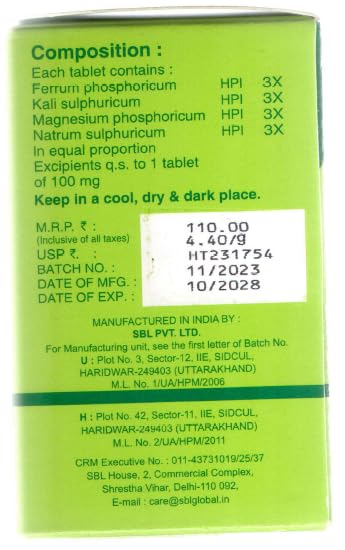 Composition :
Each tablet contains :
Ferrum phosphoricum HPI 3X
Kali sulphuricum HPI 3X
Magnesium phosphoricum HPI 3X
Natrum sulphuricum HPI 3X
In equal proportion
Excipients q.s. to 1 tablet
of 100 mg
Keep in a cool, dry & dark place.
M.R.P. ₹ : 110.00
(Inclusive of all taxes) 4.40/g
USP ₹. : HT231754
BATCH NO. : 11/2023
DATE OF MFG. : 10/2028
DATE OF EXP. :
MANUFACTURED IN INDIA BY :
SBL PVT. LTD.
For Manufacturing unit, see the first letter of Batch No.
U : Plot No. 3, Sector-12, IIE, SIDCUL,
HARIDWAR-249403 (UTTARAKHAND)
M.L. No. 1/UA/HPM/2006
H : Plot No. 42, Sector-11, IIE, SIDCUL,
HARIDWAR-249403 (UTTARAKHAND)
M.L. No. 2/UA/HPM/2011
CRM Executive No. : 011-43731019/25/37
SBL House, 2, Commercial Complex,
Shrestha Vihar, Delhi-110 092,
E-mail : care@sblglobal.in